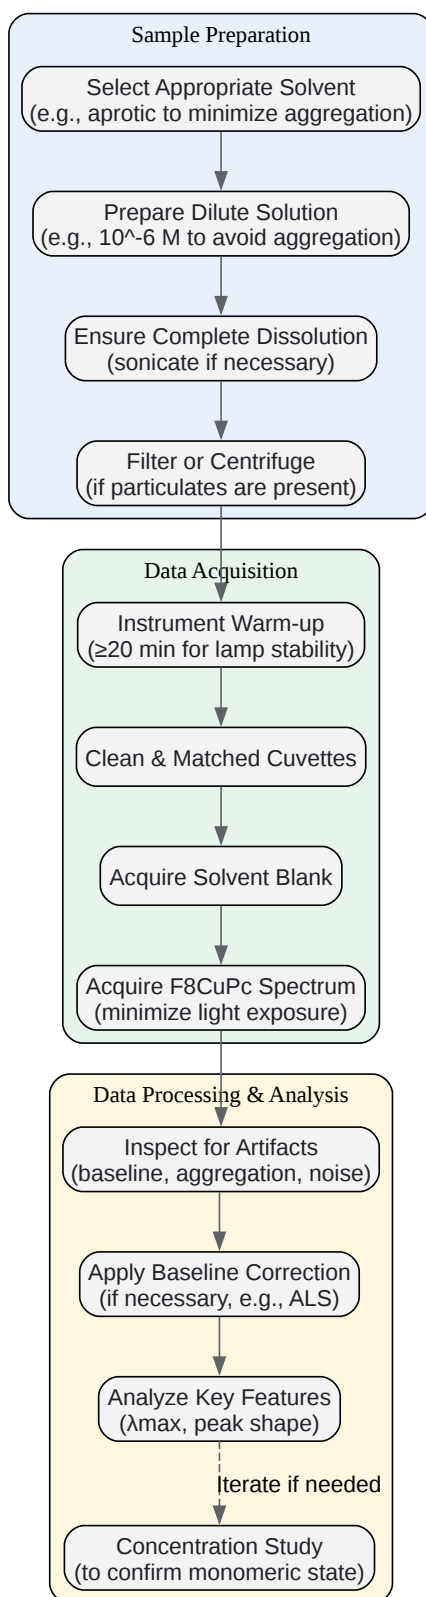 Sample Preparation
Select Appropriate Solvent
(e.g., aprotic to minimize aggregation)
Prepare Dilute Solution
(e.g., 10^-6 M to avoid aggregation)
Ensure Complete Dissolution
(sonicate if necessary)
Filter or Centrifuge
(if particulates are present)
Data Acquisition
Instrument Warm-up
(≥20 min for lamp stability)
Clean & Matched Cuvettes
Acquire Solvent Blank
Acquire F8CuPc Spectrum
(minimize light exposure)
Data Processing & Analysis
Inspect for Artifacts
(baseline, aggregation, noise)
Apply Baseline Correction
(if necessary, e.g., ALS)
Analyze Key Features
(λmax, peak shape)
Iterate if needed
Concentration Study
(to confirm monomeric state)